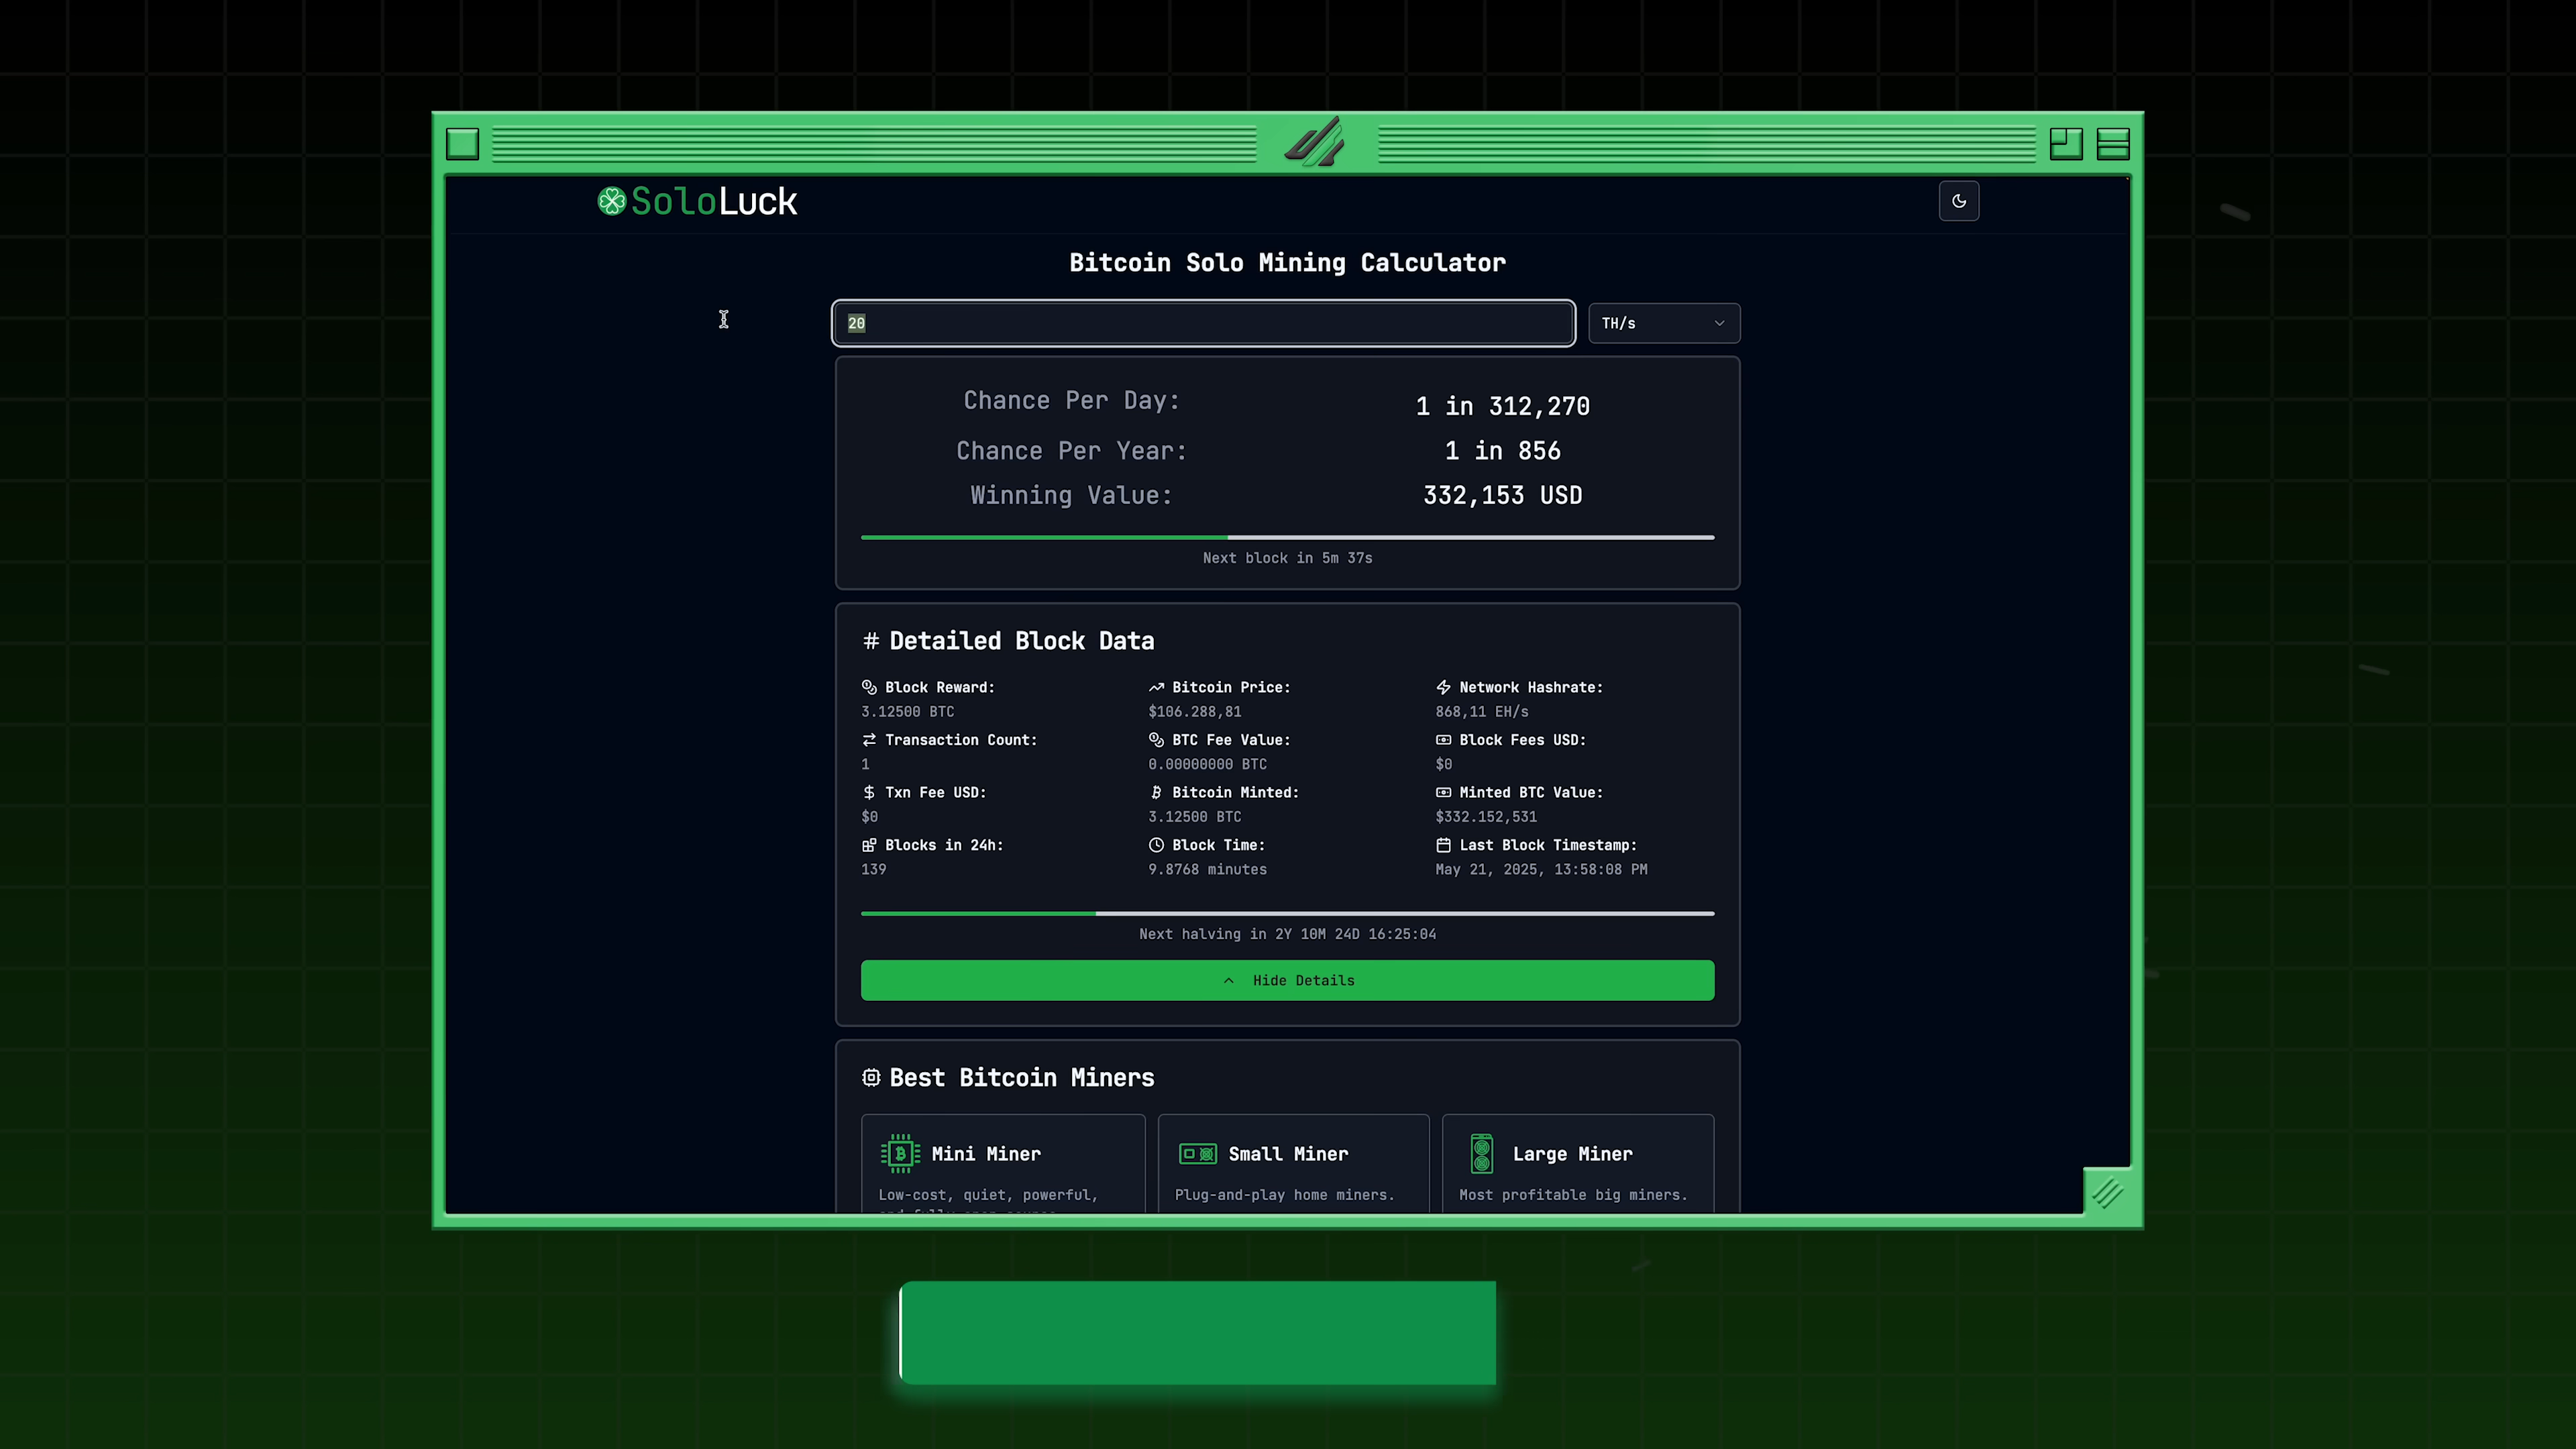 SoloLuck
Bitcoin Solo Mining Calculator
20
TH/s
Chance Per Day:
1 in 312,270
Chance Per Year:
1 in 856
Winning Value:
332,153 USD
Next block in 5m 37s
Detailed Block Data
Block Reward:
3.12500 BTC
Bitcoin Price:
$106.288,81
Network Hashrate:
868,11 EH/s
Transaction Count:
1
BTC Fee Value:
0.00000000 BTC
Block Fees USD:
$0
Txn Fee USD:
$0
Bitcoin Minted:
3.12500 BTC
Minted BTC Value:
$332.152,531
Blocks in 24h:
139
Block Time:
9.8768 minutes
Last Block Timestamp:
May 21, 2025, 13:58:08 PM
Next halving in 2Y 10M 24D 16:25:04
Hide Details
Best Bitcoin Miners
Mini Miner
Low-cost, quiet, powerful,
Small Miner
Plug-and-play home miners.
Large Miner
Most profitable big miners.